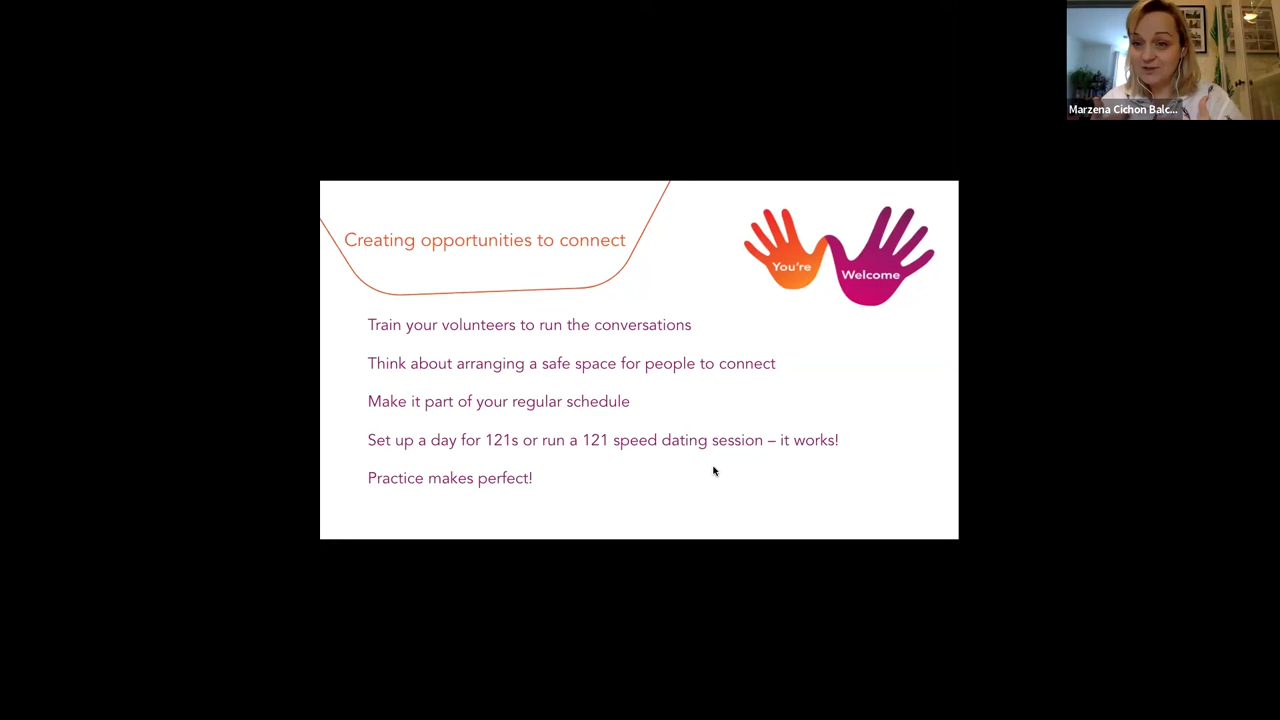 Marzena Cichon Balc...
Creating opportunities to connect
You're
Welcome
Train your volunteers to run the conversations
Think about arranging a safe space for people to connect
Make it part of your regular schedule
Set up a day for 121s or run a 121 speed dating session – it works!
Practice makes perfect!